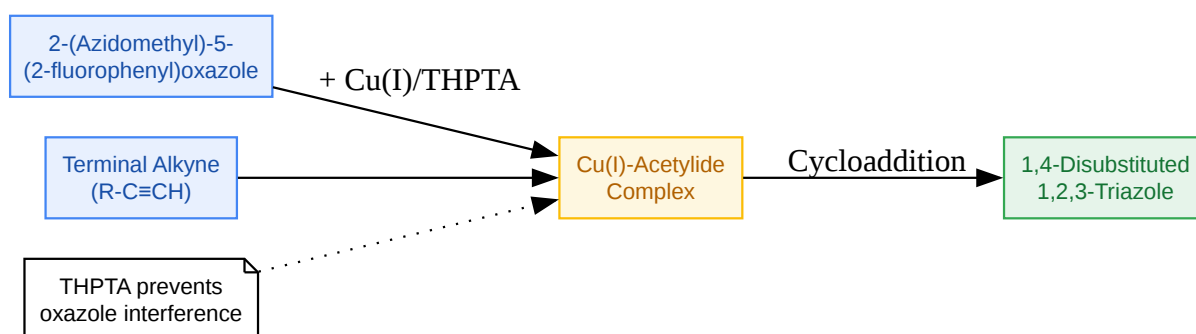 2-(Azidomethyl)-5-
(2-fluorophenyl)oxazole
+ Cu(I)/THPTA
Terminal Alkyne
(R-C≡CH)
Cu(I)-Acetylide
Complex
Cycloaddition
1,4-Disubstituted
1,2,3-Triazole
THPTA prevents
oxazole interference